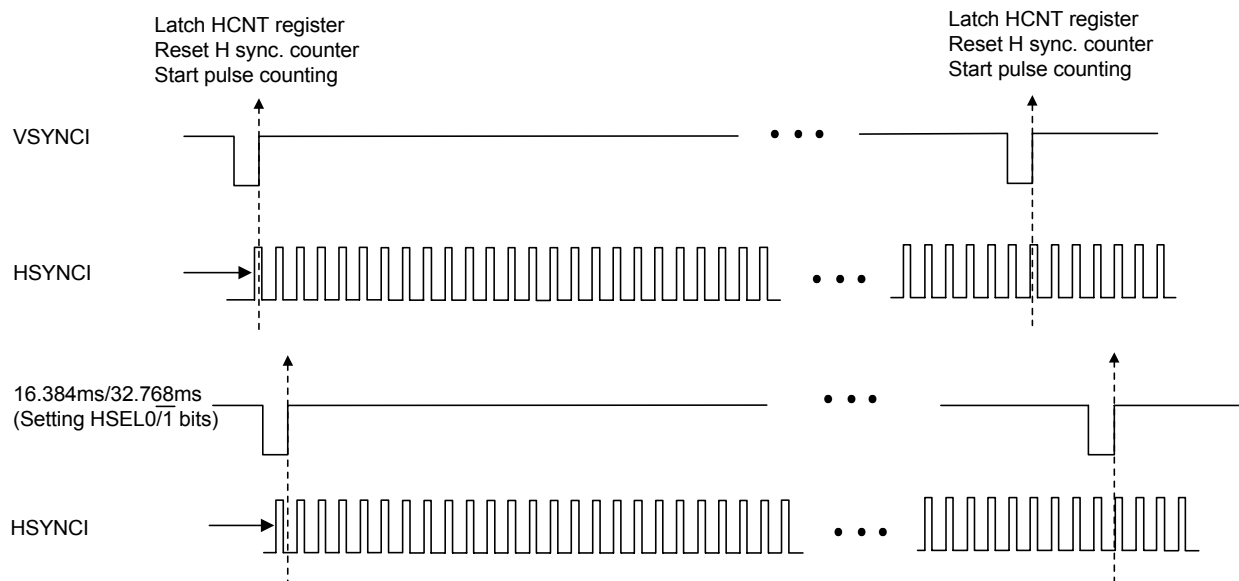 Latch HCNT register
Reset H sync. counter
Start pulse counting
Latch HCNT register
Reset H sync. counter
Start pulse counting
VSYNCI
HSYNCI
16.384ms/32.768ms
(Setting HSEL0/1 bits)
HSYNCI